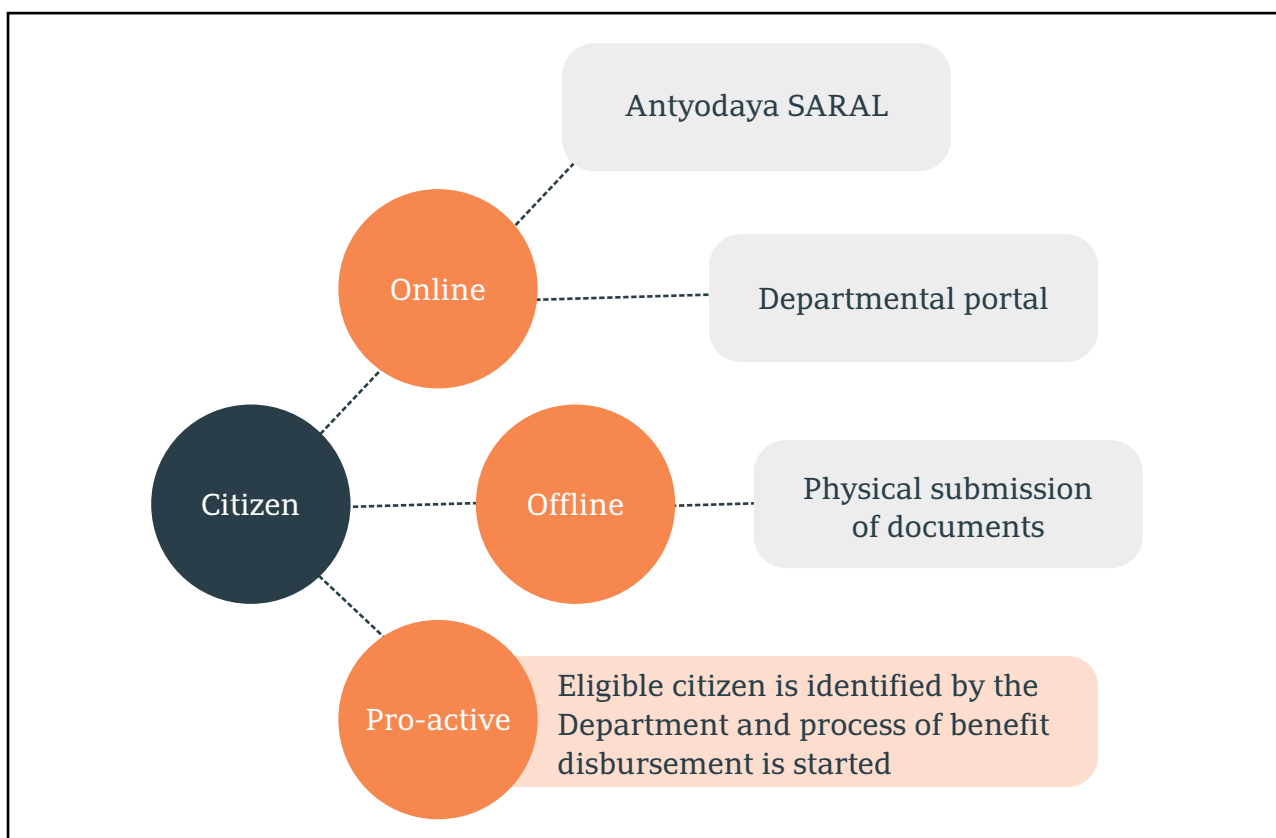 Antyodaya SARAL
Online
Departmental portal
Citizen
Offline
Physical submission
of documents
Pro-active
Eligible citizen is identified by the
Department and process of benefit
disbursement is started